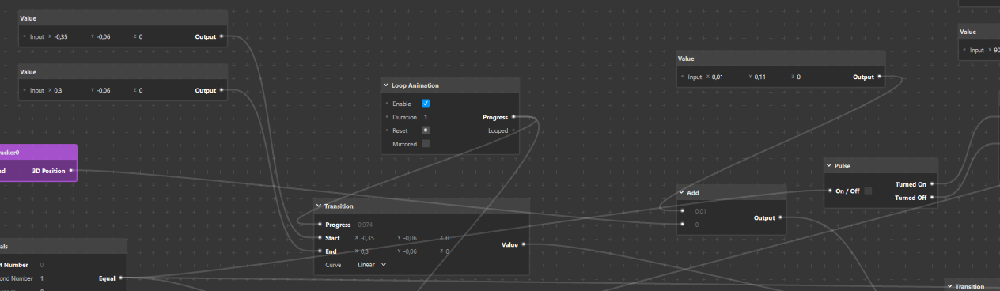 Value
Input X -0,35 Y -0,06 Z 0 Output
Value
Input X 0,3 Y -0,06 Z 0 Output
Loop Animation
Enable
Duration 1 Progress
Reset Looped
Mirrored
acker0
nd 3D Position
Transition
Progress 0,974
Start X -0,35 Y -0,06 Z 0
End X 0,3 Y -0,06 Z 0 Value
Curve Linear
als
t Number 0
ond Number 1 Equal
Value
Input X 0,01 Y 0,11 Z 0 Output
Add
0,01
0 Output
Pulse
On / Off Turned On
Turned Off
Value
Input X 90
Transition